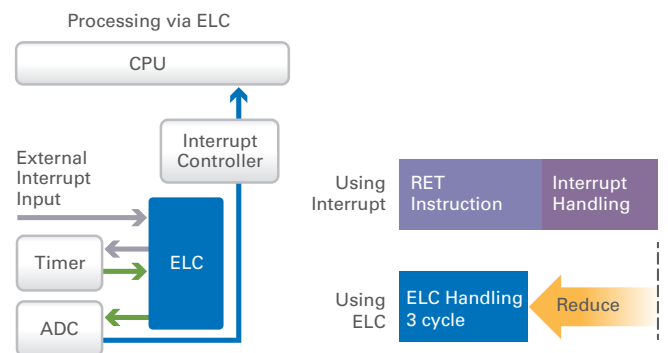 Processing via ELC
CPU
Interrupt
Controller
External
Interrupt
Input
Timer
ELC
ADC
Using
Interrupt
RET
Instruction
Interrupt
Handling
Using
ELC
ELC Handling
3 cycle
Reduce